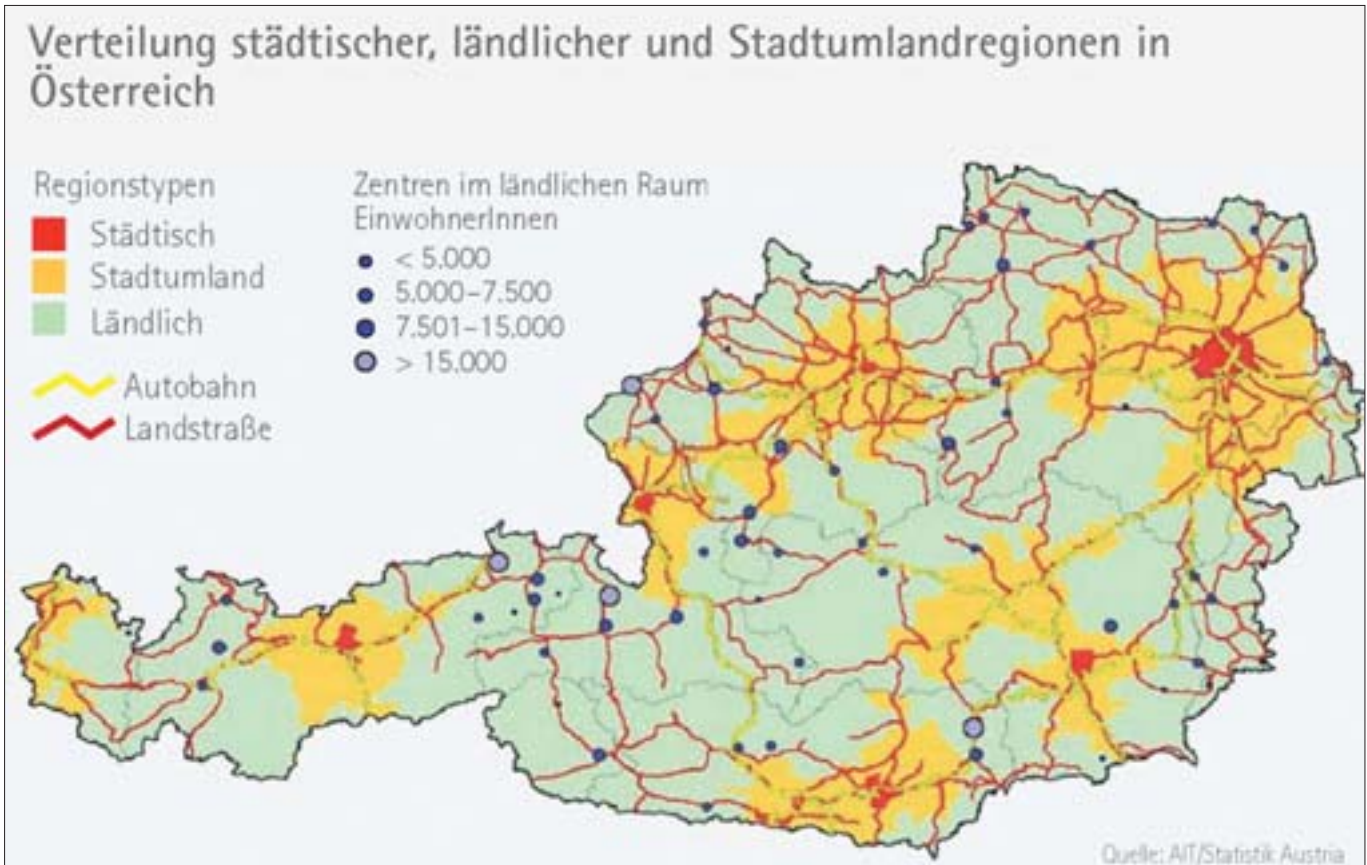 Verteilung städtischer, ländlicher und Stadtumlandregionen in
Österreich
Regionstypen
Städtisch
Stadtumland
Ländlich
Autobahn
Landstraße
Zentren im ländlichen Raum
EinwohnerInnen
< 5.000
5.000–7.500
7.501–15.000
> 15.000
Quelle: AIT/Statistik Austria